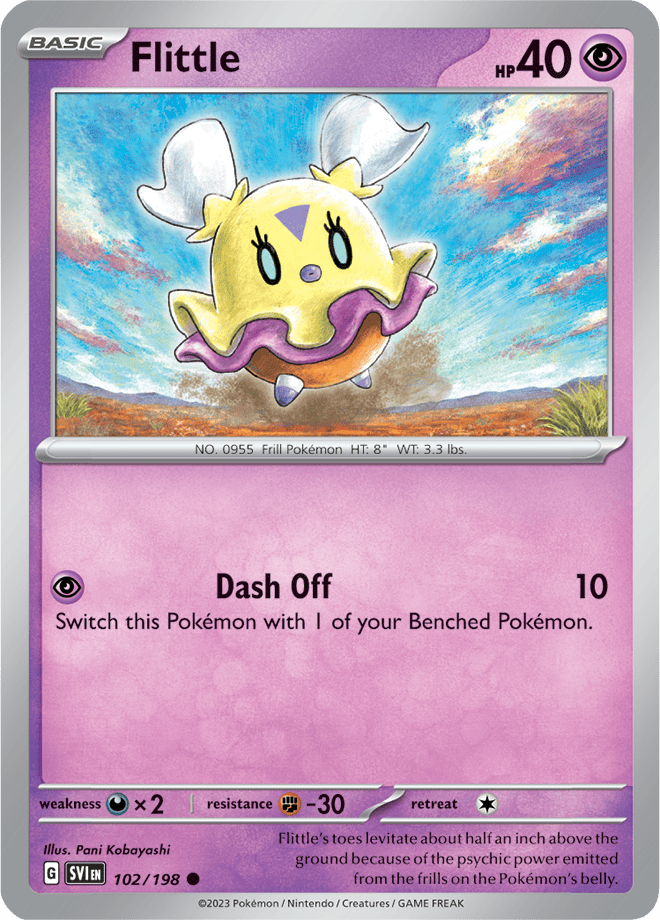 BASIC Flittle HP 40
NO. 0955 Frill Pokémon HT: 8" WT: 3.3 lbs.
Dash Off 10
Switch this Pokémon with 1 of your Benched Pokémon.
weakness ×2 resistance -30 retreat
Illus. Pani Kobayashi
G SVI EN 102/198
Flittle's toes levitate about half an inch above the
ground because of the psychic power emitted
from the frills on the Pokémon's belly.
©2023 Pokémon / Nintendo / Creatures / GAME FREAK